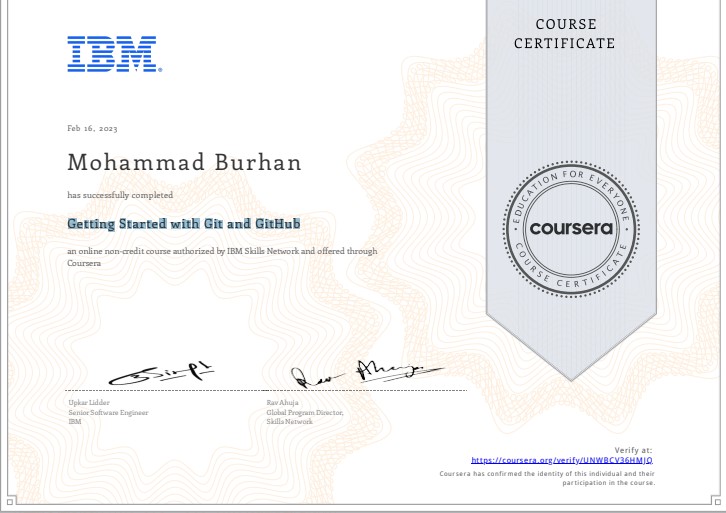 COURSE
CERTIFICATE
IBM
Feb 16, 2023
Mohammad Burhan
has successfully completed
Getting Started with Git and GitHub
an online non-credit course authorized by IBM Skills Network and offered through
Coursera
EDUCATION FOR EVERYONE
coursera
COURSE CERTIFICATE
Upkar Lidder
Senior Software Engineer
IBM
Rav Ahuja
Global Program Director,
Skills Network
Verify at:
https://coursera.org/verify/UNWBCV36HMJQ
Coursera has confirmed the identity of this individual and their
participation in the course.